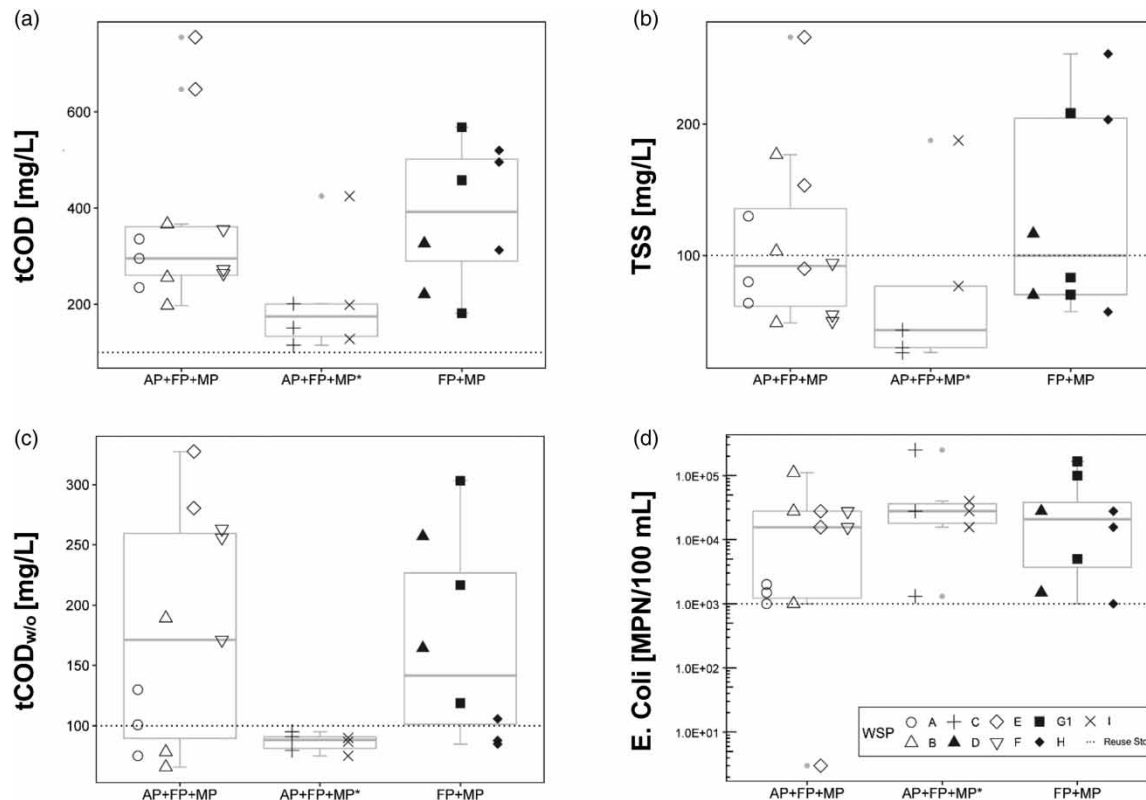 (a)
tCOD [mg/L]
600
400
200
AP+FP+MP AP+FP+MP* FP+MP
(b)
TSS [mg/L]
200
100
AP+FP+MP AP+FP+MP* FP+MP
(c)
tCODw/o [mg/L]
300
250
200
150
100
AP+FP+MP AP+FP+MP* FP+MP
(d)
E. Coli [MPN/100 mL]
1.0E+05
1.0E+04
1.0E+03
1.0E+02
1.0E+01
WSP
A C E G1 I
B D F H Reuse Std
AP+FP+MP AP+FP+MP* FP+MP